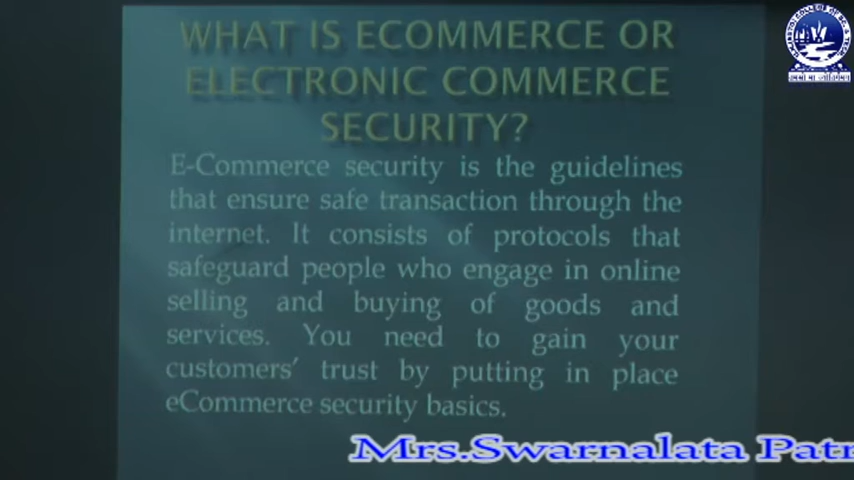 WHAT IS ECOMMERCE OR
ELECTRONIC COMMERCE
SECURITY?
E-Commerce security is the guidelines
that ensure safe transaction through the
internet. It consists of protocols that
safeguard people who engage in online
selling and buying of goods and
services. You need to gain your
customers’ trust by putting in place
eCommerce security basics.
Mrs.Swarnalata